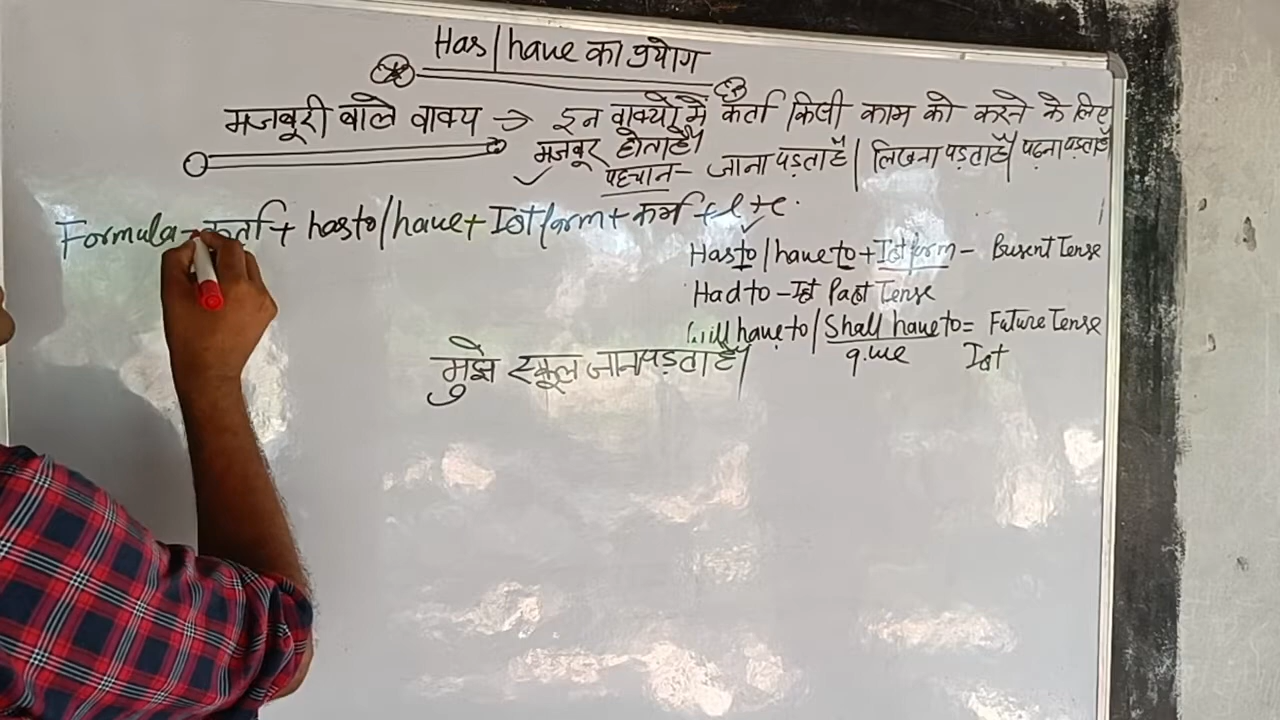 Has/have का प्रयोग
मजबूरी वाले वाक्य → इन वाक्यों में कर्ता किसी काम को करने के लिए
मजबूर होता है।
पहचान - जाना पड़ता है / लिखना पड़ता है / पढ़ना पड़ता है
Formula → कर्ता + has to / have + Ist form + कर्म +
Has to / have to + Ist form - Present Tense
Had to - Ist Past Tense
Will have to / Shall have to = Future Tense
Ist
मुझे स्कूल जाना पड़ता है।